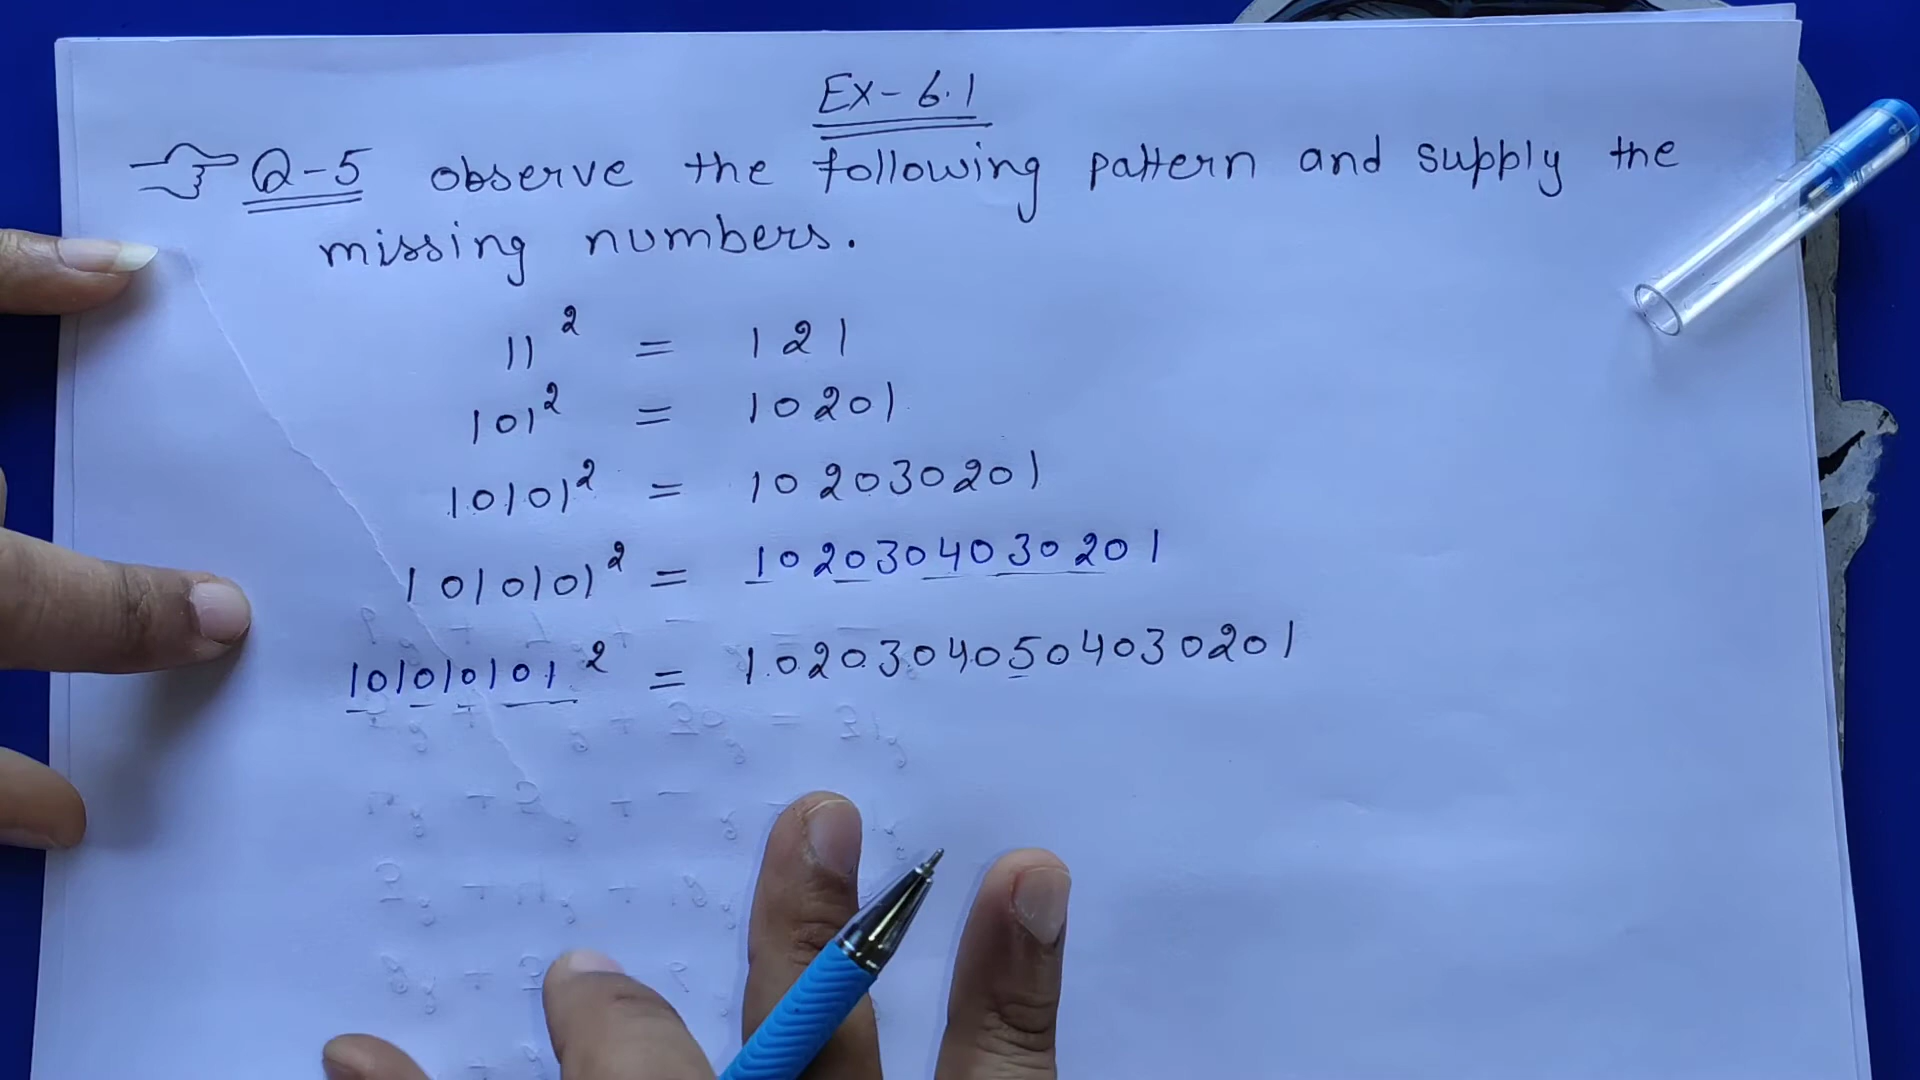 Ex-6.1
Q-5 observe the following pattern and supply the
missing numbers.
11² = 121
101² = 10201
10101² = 102030201
1010101² = 1020304030201
101010101² = 10203040504030201